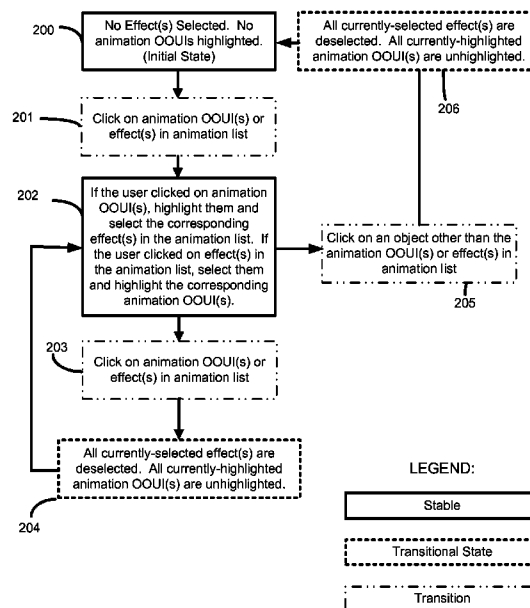 200
No Effect(s) Selected. No
animation OOUIs highlighted.
(Initial State)
All currently-selected effect(s) are
deselected. All currently-highlighted
animation OOUI(s) are unhighlighted.
206
201
Click on animation OOUI(s) or
effect(s) in animation list
202
If the user clicked on animation
OOUI(s), highlight them and
select the corresponding
effect(s) in the animation list. If
the user clicked on effect(s) in
the animation list, select them
and highlight the corresponding
animation OOUI(s).
Click on an object other than the
animation OOUI(s) or effect(s) in
animation list
205
203
Click on animation OOUI(s) or
effect(s) in animation list
All currently-selected effect(s) are
deselected. All currently-highlighted
animation OOUI(s) are unhighlighted.
204
LEGEND:
Stable
Transitional State
Transition